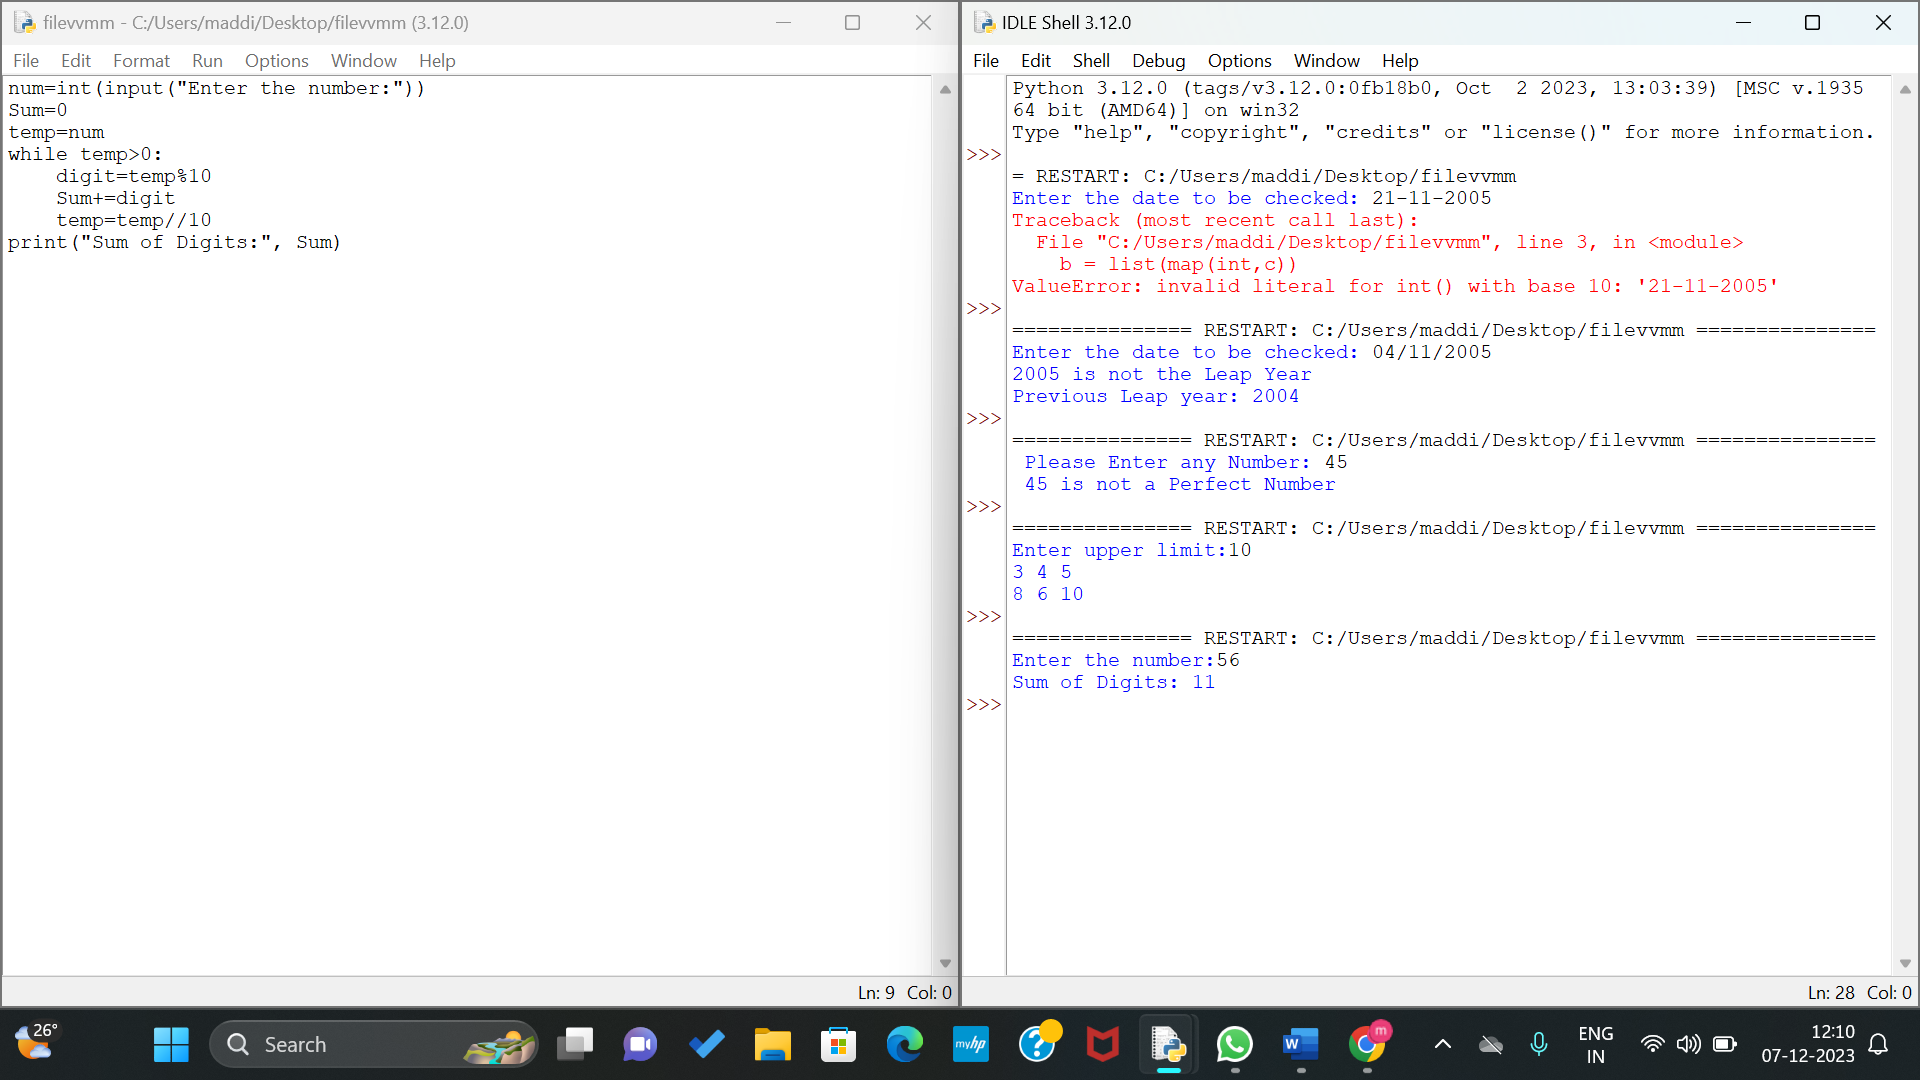 filevvmm - C:/Users/maddi/Desktop/filevvmm (3.12.0)
File Edit Format Run Options Window Help
num=int(input("Enter the number:"))
Sum=0
temp=num
while temp>0:
    digit=temp%10
    Sum+=digit
    temp=temp//10
print("Sum of Digits:", Sum)
Ln: 9 Col: 0
IDLE Shell 3.12.0
File Edit Shell Debug Options Window Help
Python 3.12.0 (tags/v3.12.0:0fb18b0, Oct  2 2023, 13:03:39) [MSC v.1935
64 bit (AMD64)] on win32
Type "help", "copyright", "credits" or "license()" for more information.
>>>
= RESTART: C:/Users/maddi/Desktop/filevvmm
Enter the date to be checked: 21-11-2005
Traceback (most recent call last):
  File "C:/Users/maddi/Desktop/filevvmm", line 3, in <module>
    b = list(map(int,c))
ValueError: invalid literal for int() with base 10: '21-11-2005'
>>>
=============== RESTART: C:/Users/maddi/Desktop/filevvmm ===============
Enter the date to be checked: 04/11/2005
2005 is not the Leap Year
Previous Leap year: 2004
>>>
=============== RESTART: C:/Users/maddi/Desktop/filevvmm ===============
 Please Enter any Number: 45
 45 is not a Perfect Number
>>>
=============== RESTART: C:/Users/maddi/Desktop/filevvmm ===============
Enter upper limit:10
3 4 5
8 6 10
>>>
=============== RESTART: C:/Users/maddi/Desktop/filevvmm ===============
Enter the number:56
Sum of Digits: 11
>>>
Ln: 28 Col: 0
26°
Search
myhp
?
W
m
ENG
IN
12:10
07-12-2023